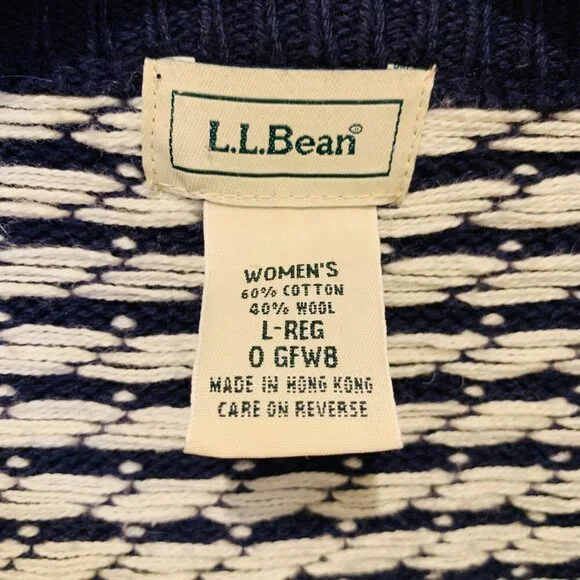 L.L.Bean®
WOMEN'S
60% COTTON
40% WOOL
L-REG
0 GFW8
MADE IN HONG KONG
CARE ON REVERSE